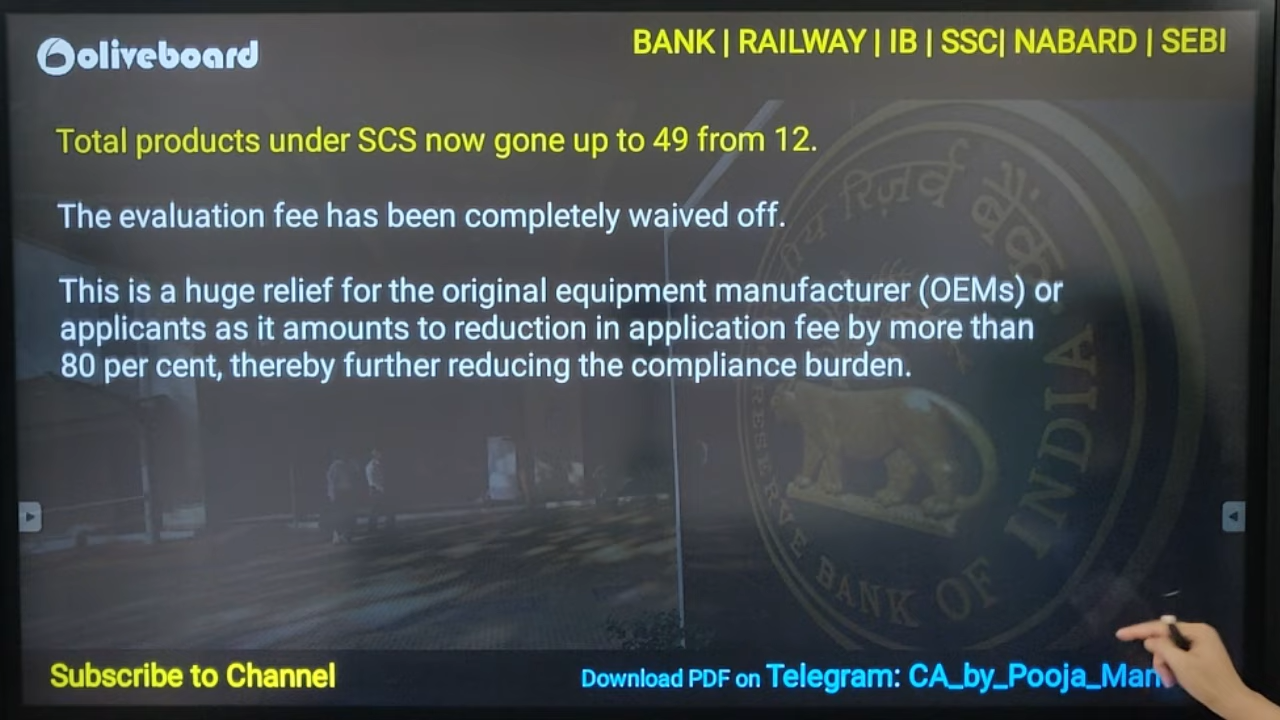 oliveboard
BANK | RAILWAY | IB | SSC| NABARD | SEBI
Total products under SCS now gone up to 49 from 12.
The evaluation fee has been completely waived off.
This is a huge relief for the original equipment manufacturer (OEMs) or
applicants as it amounts to reduction in application fee by more than
80 per cent, thereby further reducing the compliance burden.
रिज़र्व बैंक
RESERVE BANK OF INDIA
Subscribe to Channel
Download PDF on Telegram: CA_by_Pooja_Man